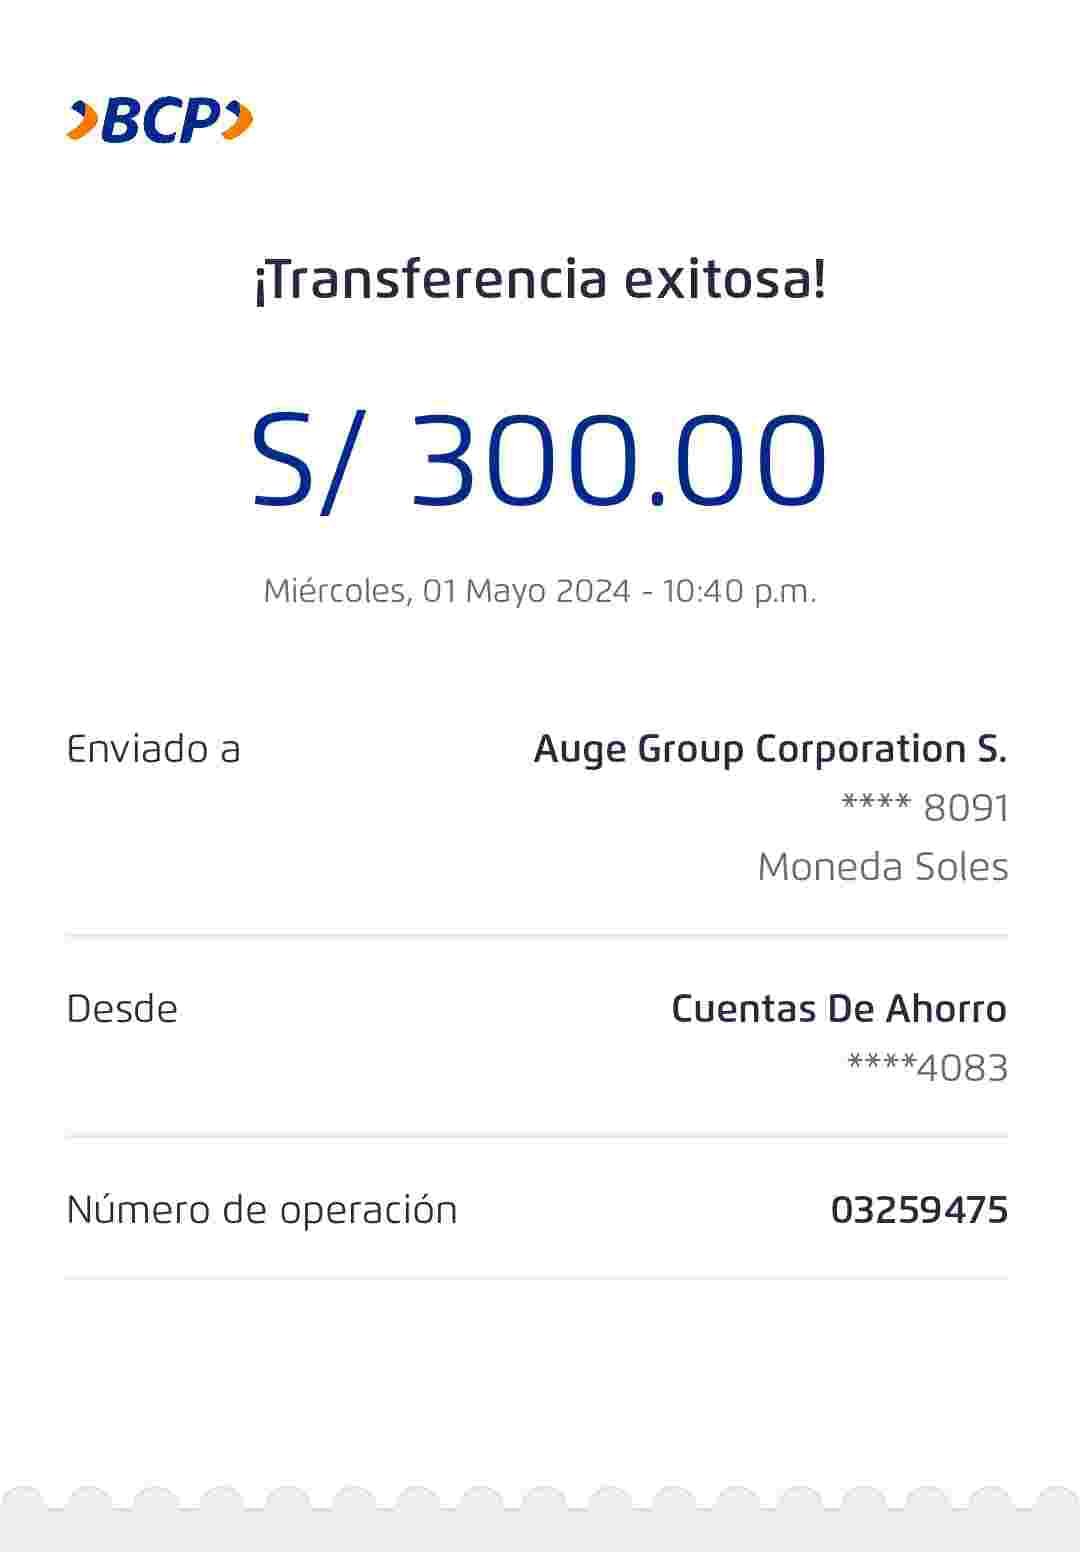 BCP
¡Transferencia exitosa!
S/ 300.00
Miércoles, 01 Mayo 2024 - 10:40 p.m.
Enviado a
Auge Group Corporation S.
**** 8091
Moneda Soles
Desde
Cuentas De Ahorro
****4083
Número de operación
03259475